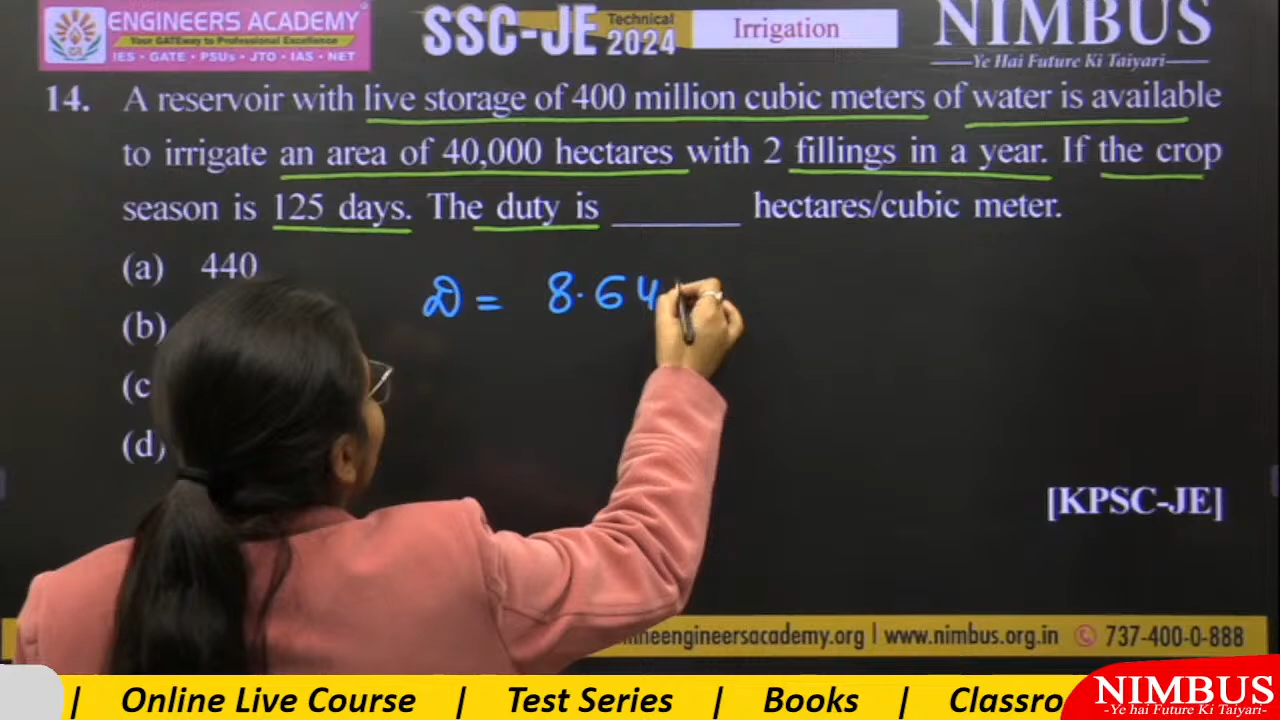 ENGINEERS ACADEMY
Your GATEway to Professional Excellence
IES • GATE • PSUs • JTO • IAS • NET
SSC-JE Technical 2024
Irrigation
NIMBUS
Ye Hai Future Ki Taiyari
14. A reservoir with live storage of 400 million cubic meters of water is available
to irrigate an area of 40,000 hectares with 2 fillings in a year. If the crop
season is 125 days. The duty is ________ hectares/cubic meter.
(a) 440
D = 8.64
(b)
(c
(d)
[KPSC-JE]
engineersacademy.org | www.nimbus.org.in 737-400-0-888
| Online Live Course | Test Series | Books | Classro
NIMBUS
-Ye Hai Future Ki Taiyari-